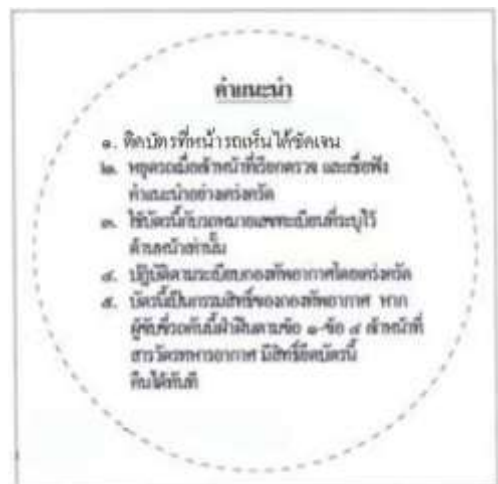 คำแนะนำ
๑. ติดบัตรที่หน้ารถเห็นได้ชัดเจน
๒. หยุดรถเมื่อเจ้าหน้าที่เรียกตรวจ และเชื่อฟัง
คำแนะนำอย่างเคร่งครัด
๓. ใช้บัตรนี้กับรถหมายเลขทะเบียนที่ระบุไว้
ด้านหน้าเท่านั้น
๔. ปฏิบัติตามระเบียบกองทัพอากาศโดยเคร่งครัด
๕. บัตรนี้เป็นกรรมสิทธิ์ของกองทัพอากาศ หาก
ผู้ขับขี่รถคันนี้ฝ่าฝืนตามข้อ ๑-ข้อ ๔ เจ้าหน้าที่
สารวัตรทหารอากาศ มีสิทธิ์ยึดบัตรนี้
คืนได้ทันที